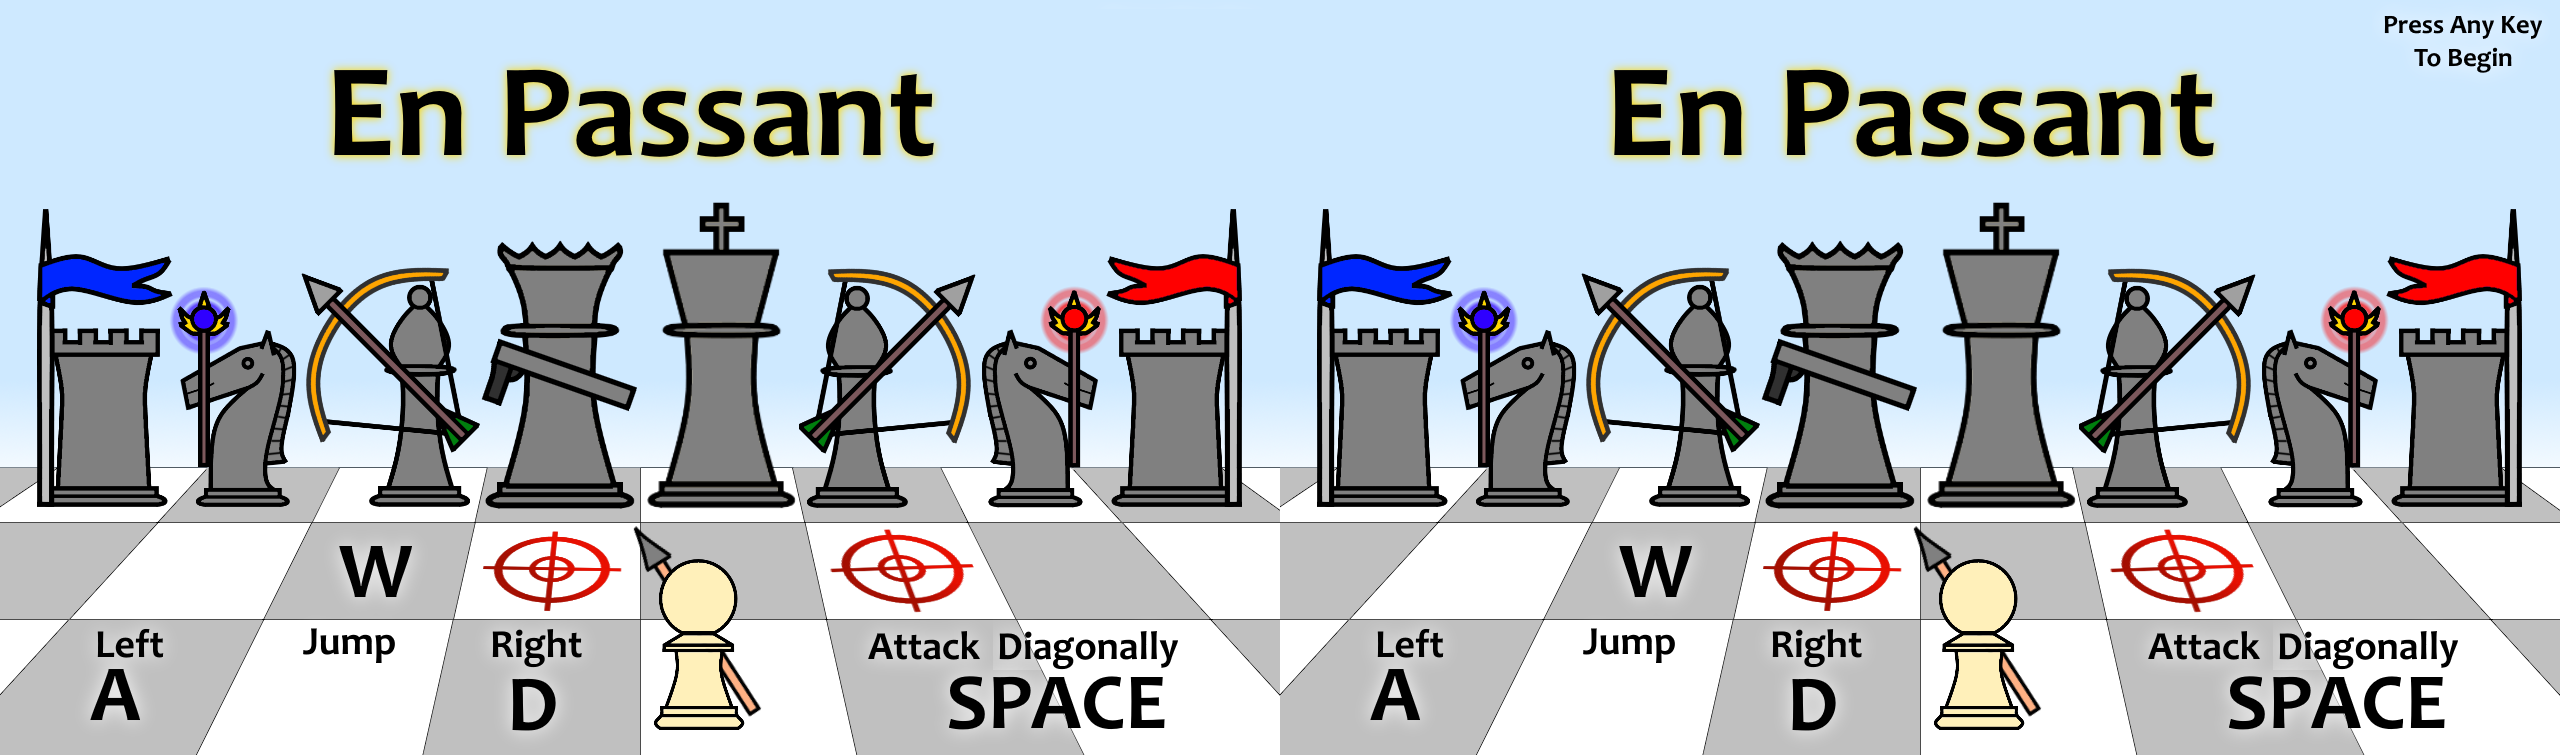 En Passant
W
Left
Jump
Right
Attack Diagonally
A
D
SPACE
Press Any Key
To Begin
En Passant
W
Left
Jump
Right
Attack Diagonally
A
D
SPACE